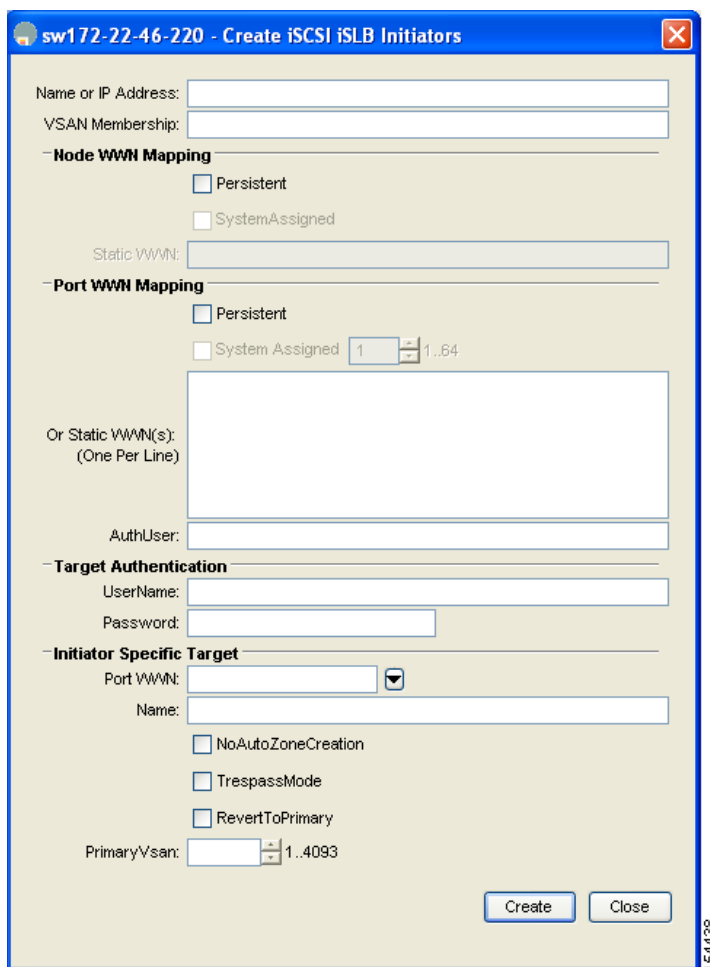 sw172-22-46-220 - Create iSCSI iSLB Initiators
Name or IP Address:
VSAN Membership:
Node WWN Mapping
Persistent
SystemAssigned
Static WWN:
Port WWN Mapping
Persistent
System Assigned 1 1..64
Or Static WWN(s):
(One Per Line)
AuthUser:
Target Authentication
UserName:
Password:
Initiator Specific Target
Port WWN:
Name:
NoAutoZoneCreation
TrespassMode
RevertToPrimary
PrimaryVsan: 1..4093
Create Close